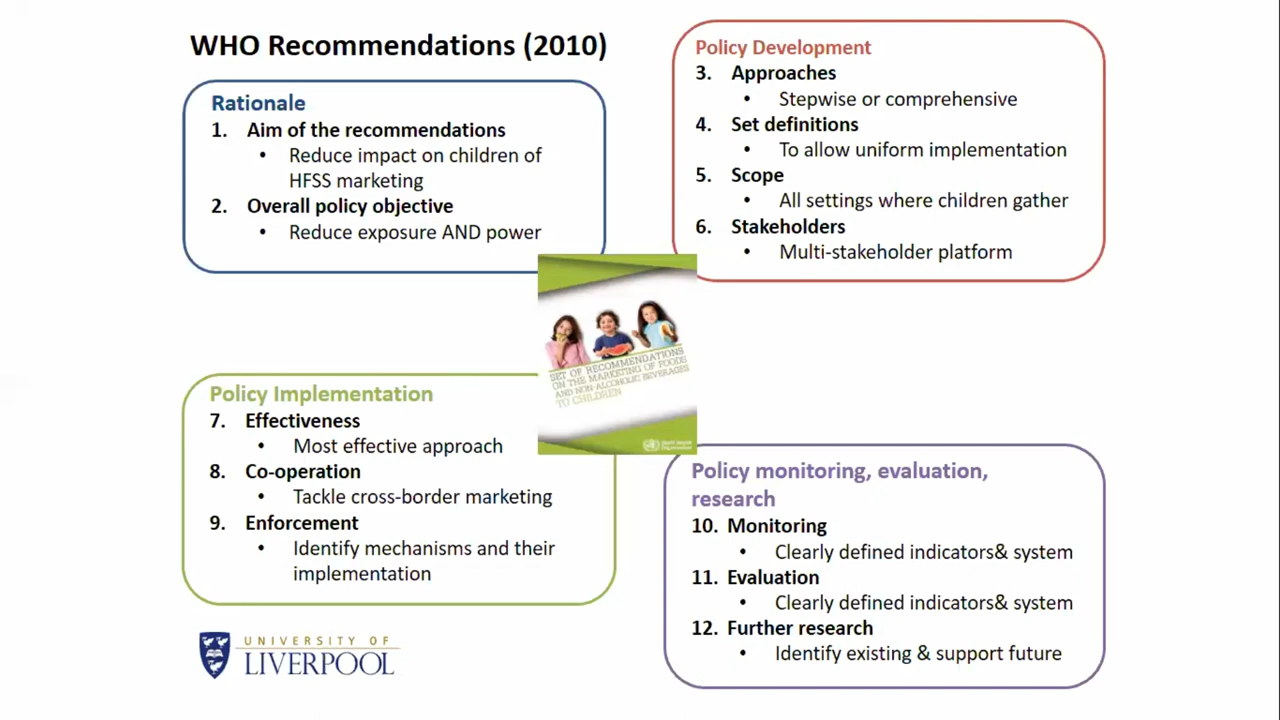 WHO Recommendations (2010)
Rationale
1. Aim of the recommendations
• Reduce impact on children of
HFSS marketing
2. Overall policy objective
• Reduce exposure AND power
Policy Development
3. Approaches
• Stepwise or comprehensive
4. Set definitions
• To allow uniform implementation
5. Scope
• All settings where children gather
6. Stakeholders
• Multi-stakeholder platform
SET OF RECOMMENDATIONS
ON THE MARKETING OF FOODS
AND NON-ALCOHOLIC BEVERAGES
TO CHILDREN
World Health
Organization
Policy Implementation
7. Effectiveness
• Most effective approach
8. Co-operation
• Tackle cross-border marketing
9. Enforcement
• Identify mechanisms and their
implementation
Policy monitoring, evaluation,
research
10. Monitoring
• Clearly defined indicators& system
11. Evaluation
• Clearly defined indicators& system
12. Further research
• Identify existing & support future
UNIVERSITY OF
LIVERPOOL